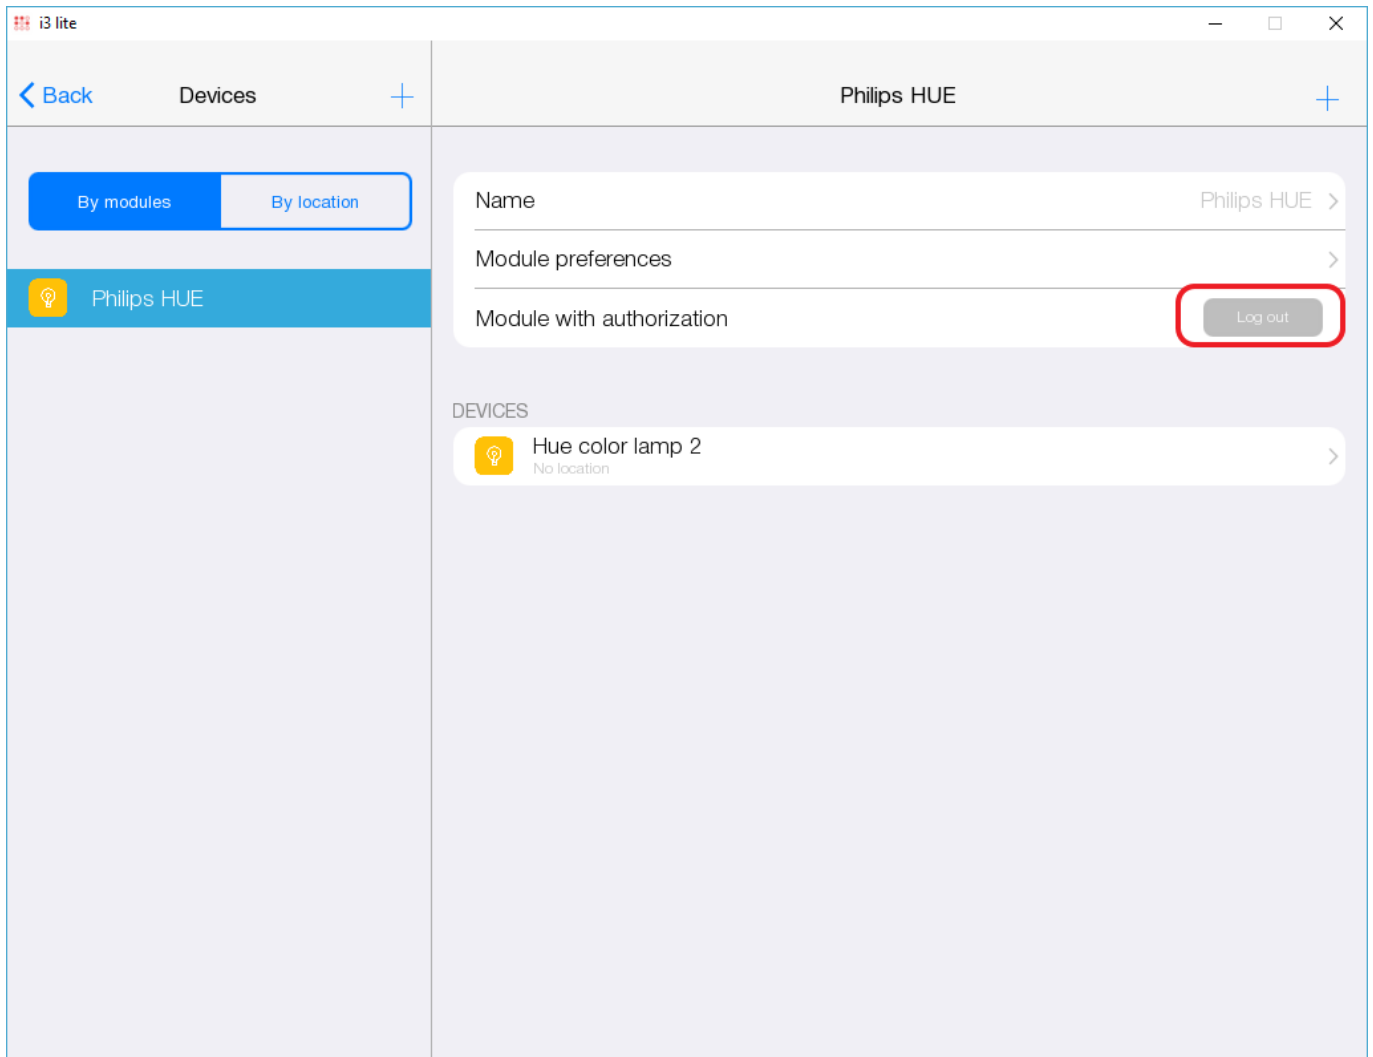 i3 lite
Back
Devices
Philips HUE
By modules
By location
Philips HUE
Name
Philips HUE
Module preferences
Module with authorization
Log out
DEVICES
Hue color lamp 2
No location